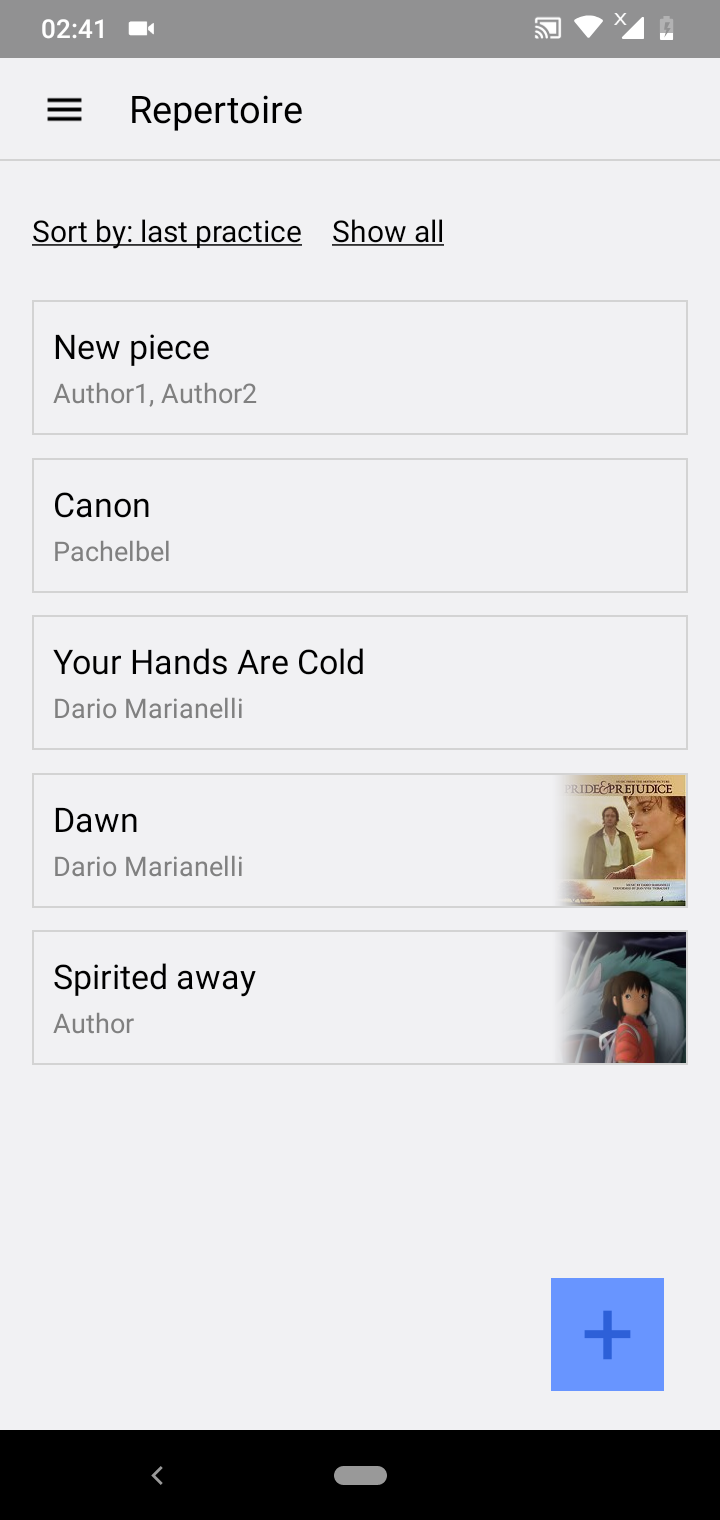 02:41
Repertoire
Sort by: last practice Show all
New piece
Author1, Author2
Canon
Pachelbel
Your Hands Are Cold
Dario Marianelli
Dawn
Dario Marianelli
PRIDE & PREJUDICE
Spirited away
Author